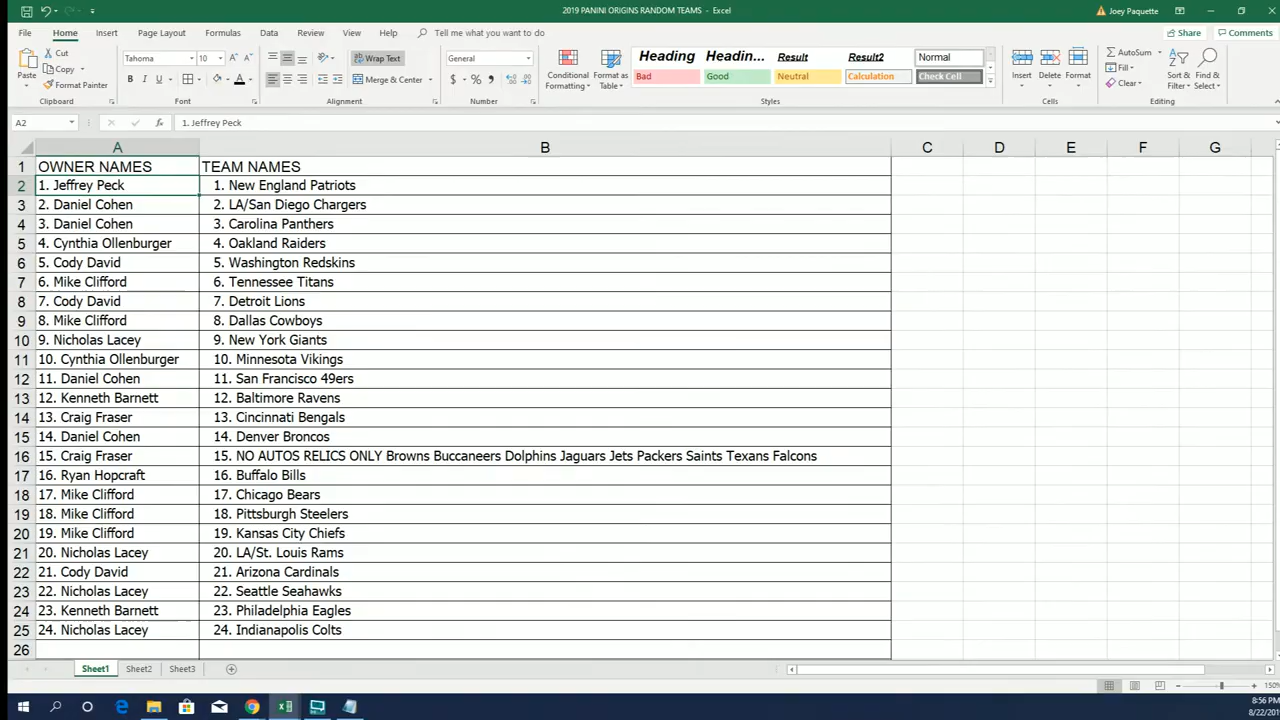 2019 PANINI ORIGINS RANDOM TEAMS - Excel
Joey Paquette
File Home Insert Page Layout Formulas Data Review View Help Tell me what you want to do
Share Comments
Paste Cut Copy Format Painter
Tahoma 10
B I U
Wrap Text
Merge & Center
General
$ % ,
Conditional Formatting Format as Table
Heading Headin... Result Result2 Normal
Bad Good Neutral Calculation Check Cell
Insert Delete Format
AutoSum Fill Clear
Sort & Filter Find & Select
Clipboard Font Alignment Number Styles Cells Editing
A2 fx 1. Jeffrey Peck
A B C D E F G
1 OWNER NAMES TEAM NAMES
2 1. Jeffrey Peck 1. New England Patriots
3 2. Daniel Cohen 2. LA/San Diego Chargers
4 3. Daniel Cohen 3. Carolina Panthers
5 4. Cynthia Ollenburger 4. Oakland Raiders
6 5. Cody David 5. Washington Redskins
7 6. Mike Clifford 6. Tennessee Titans
8 7. Cody David 7. Detroit Lions
9 8. Mike Clifford 8. Dallas Cowboys
10 9. Nicholas Lacey 9. New York Giants
11 10. Cynthia Ollenburger 10. Minnesota Vikings
12 11. Daniel Cohen 11. San Francisco 49ers
13 12. Kenneth Barnett 12. Baltimore Ravens
14 13. Craig Fraser 13. Cincinnati Bengals
15 14. Daniel Cohen 14. Denver Broncos
16 15. Craig Fraser 15. NO AUTOS RELICS ONLY Browns Buccaneers Dolphins Jaguars Jets Packers Saints Texans Falcons
17 16. Ryan Hopcraft 16. Buffalo Bills
18 17. Mike Clifford 17. Chicago Bears
19 18. Mike Clifford 18. Pittsburgh Steelers
20 19. Mike Clifford 19. Kansas City Chiefs
21 20. Nicholas Lacey 20. LA/St. Louis Rams
22 21. Cody David 21. Arizona Cardinals
23 22. Nicholas Lacey 22. Seattle Seahawks
24 23. Kenneth Barnett 23. Philadelphia Eagles
25 24. Nicholas Lacey 24. Indianapolis Colts
26
Sheet1 Sheet2 Sheet3
150%
8:56 PM
8/22/201